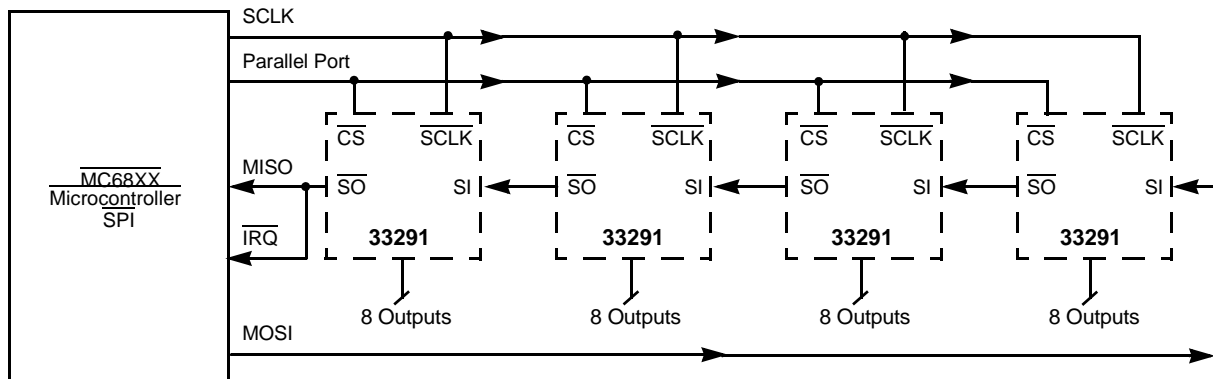 SCLK
Parallel Port
CS SCLK CS SCLK CS SCLK CS SCLK
MISO SO SI SO SI SO SI SO SI
MC68XX
Microcontroller
SPI
IRQ 33291 33291 33291 33291
8 Outputs 8 Outputs 8 Outputs 8 Outputs
MOSI